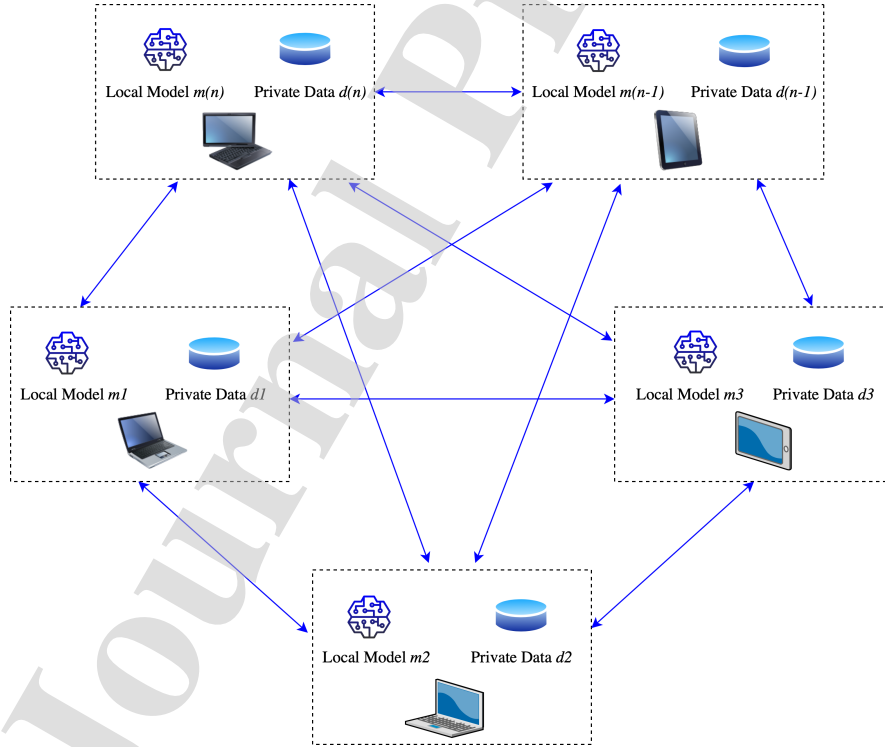 Local Model m(n) Private Data d(n)
Local Model m(n-1) Private Data d(n-1)
Local Model m1 Private Data d1
Local Model m3 Private Data d3
Local Model m2 Private Data d2
Journal Pr